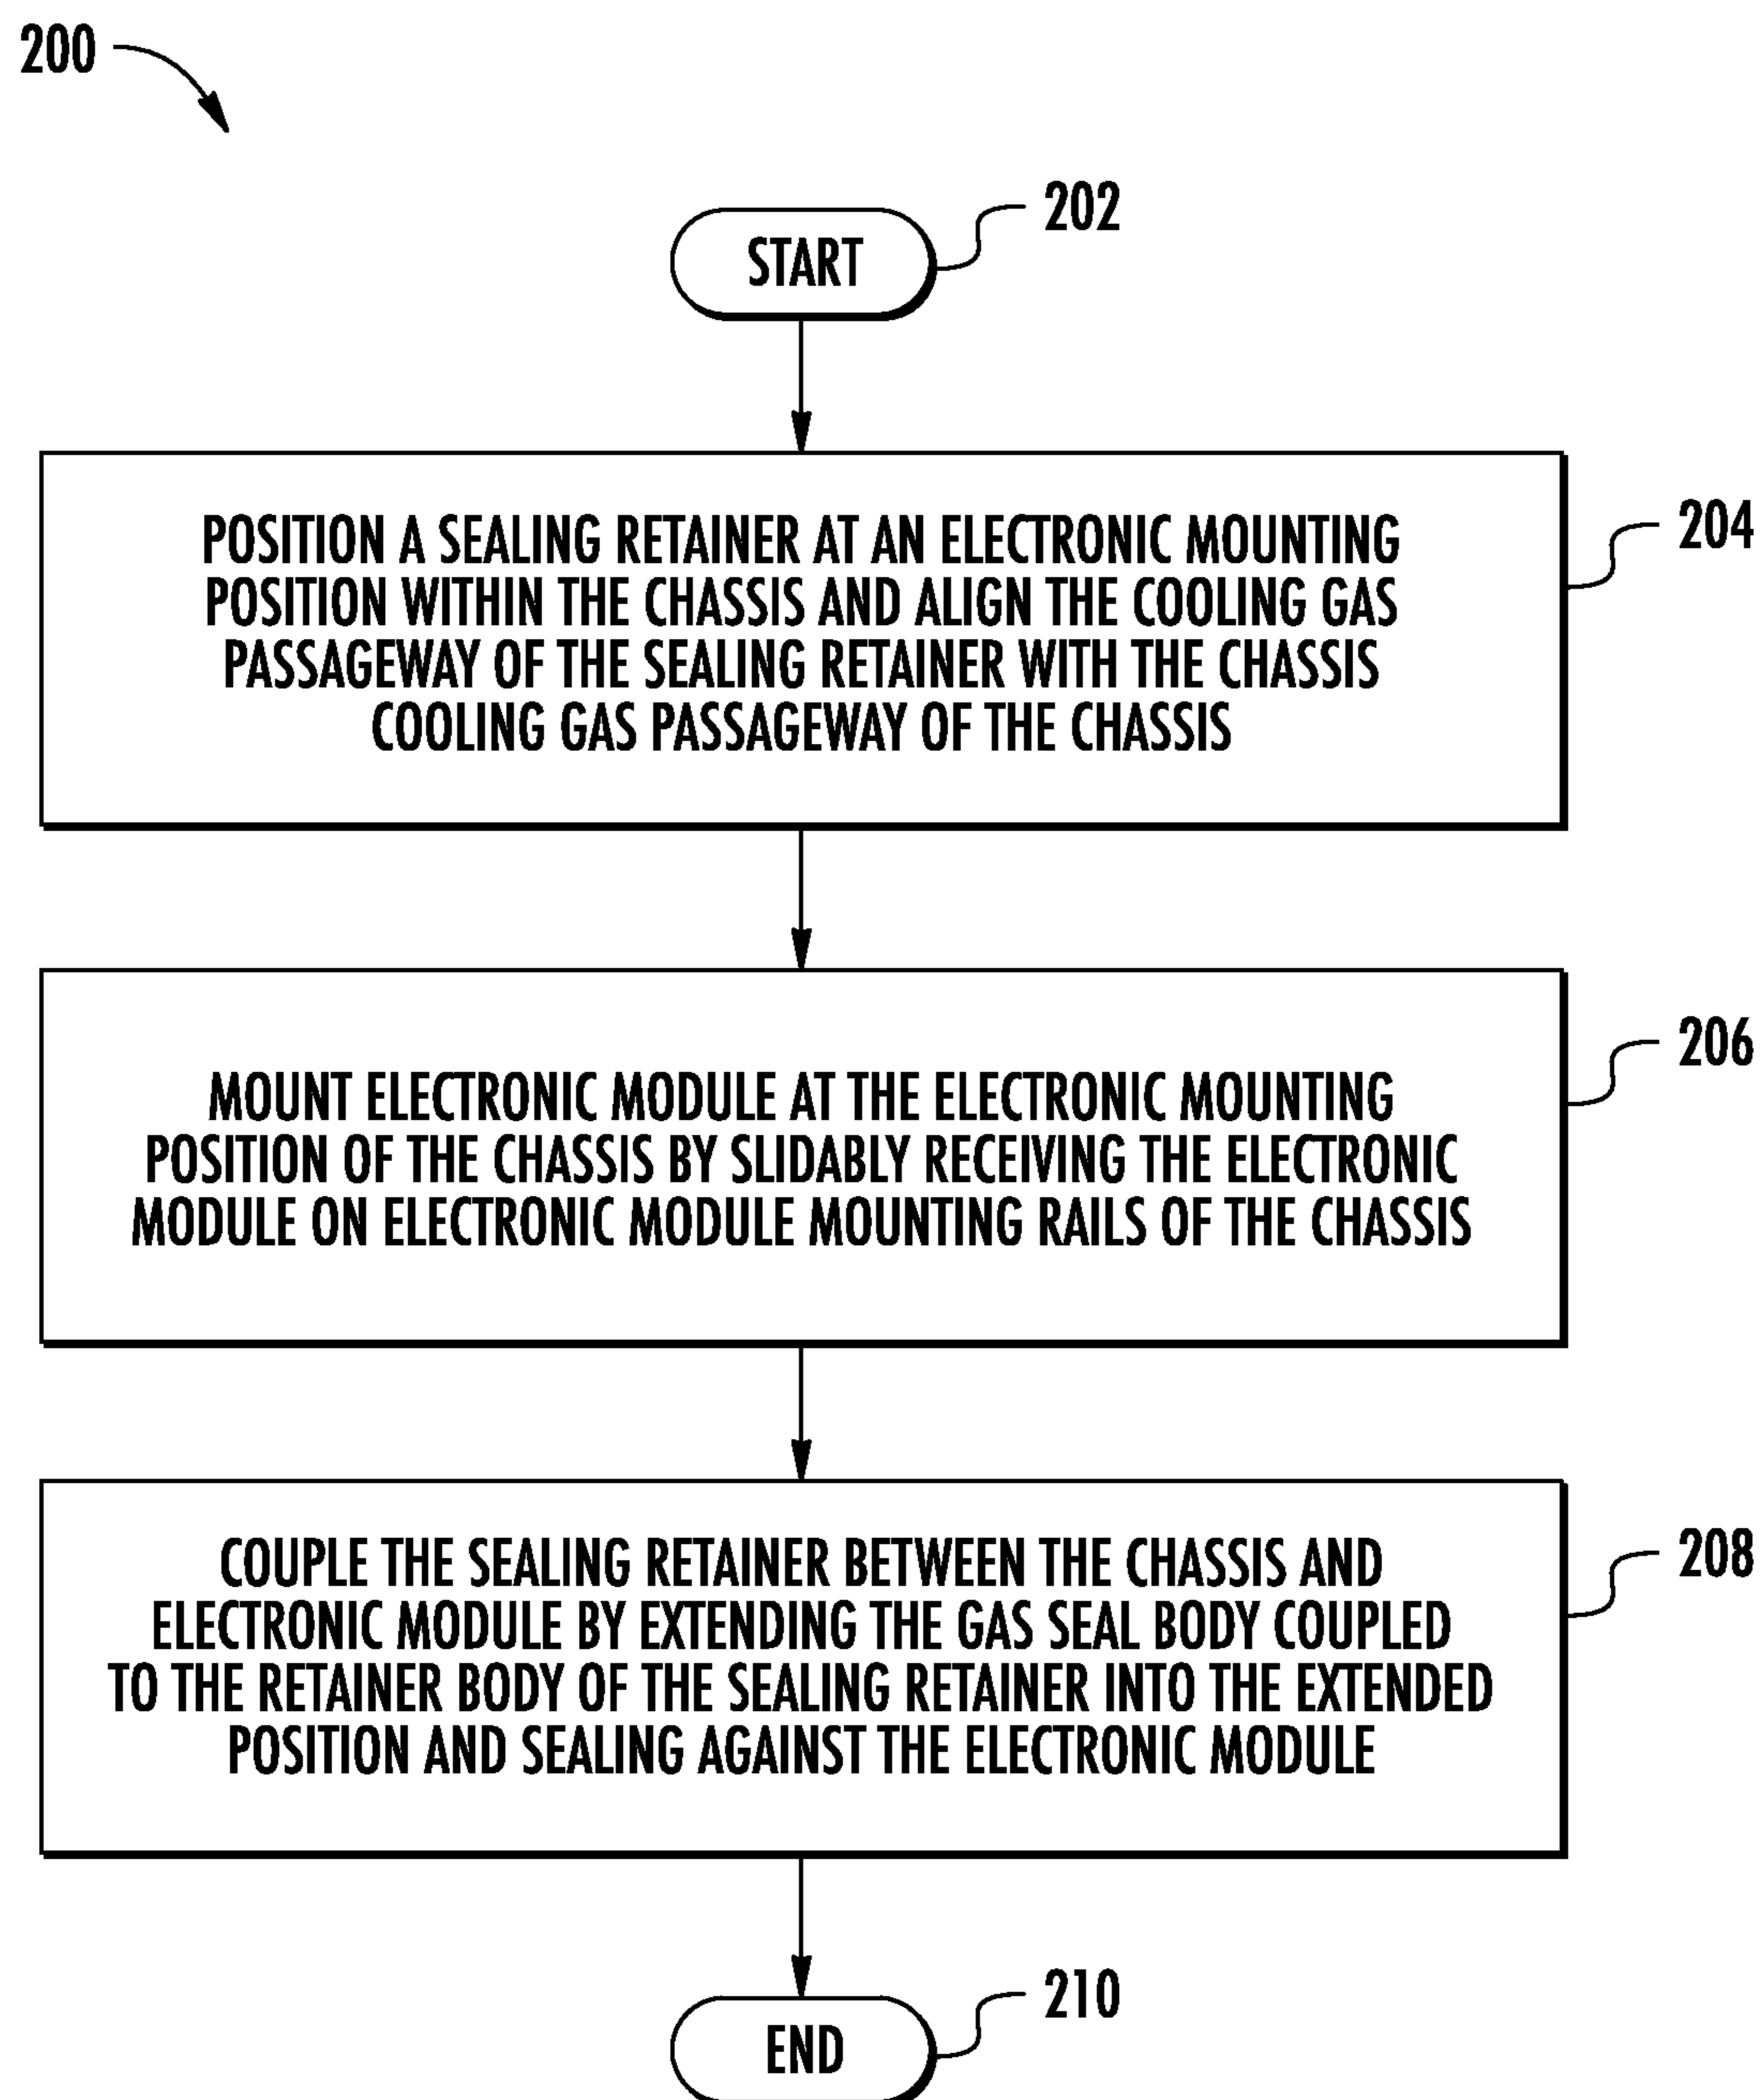 200
202
START
POSITION A SEALING RETAINER AT AN ELECTRONIC MOUNTING
POSITION WITHIN THE CHASSIS AND ALIGN THE COOLING GAS
PASSAGEWAY OF THE SEALING RETAINER WITH THE CHASSIS
COOLING GAS PASSAGEWAY OF THE CHASSIS
204
MOUNT ELECTRONIC MODULE AT THE ELECTRONIC MOUNTING
POSITION OF THE CHASSIS BY SLIDABLY RECEIVING THE ELECTRONIC
MODULE ON ELECTRONIC MODULE MOUNTING RAILS OF THE CHASSIS
206
COUPLE THE SEALING RETAINER BETWEEN THE CHASSIS AND
ELECTRONIC MODULE BY EXTENDING THE GAS SEAL BODY COUPLED
TO THE RETAINER BODY OF THE SEALING RETAINER INTO THE EXTENDED
POSITION AND SEALING AGAINST THE ELECTRONIC MODULE
208
210
END